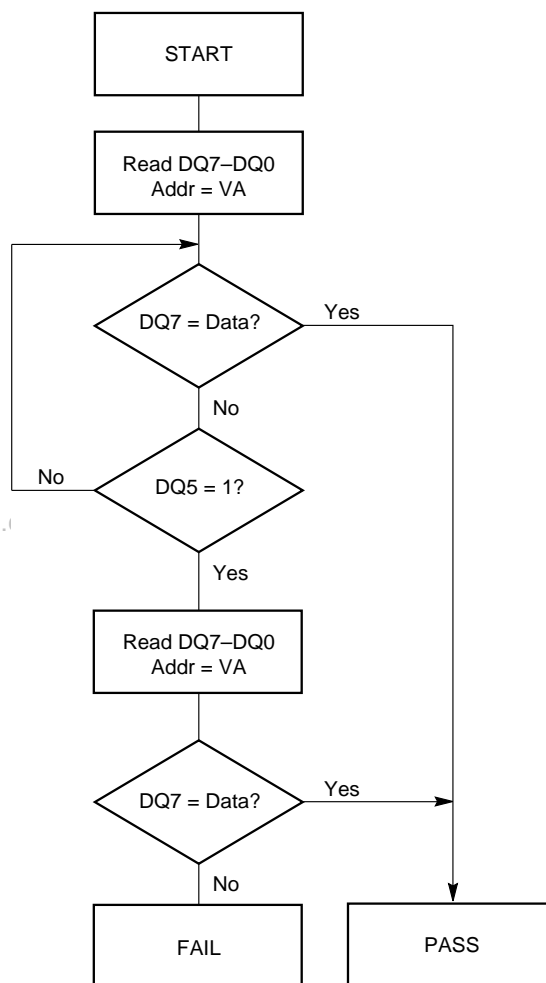 START
Read DQ7–DQ0
Addr = VA
DQ7 = Data?
Yes
No
No
DQ5 = 1?
Yes
Read DQ7–DQ0
Addr = VA
DQ7 = Data?
Yes
No
FAIL
PASS